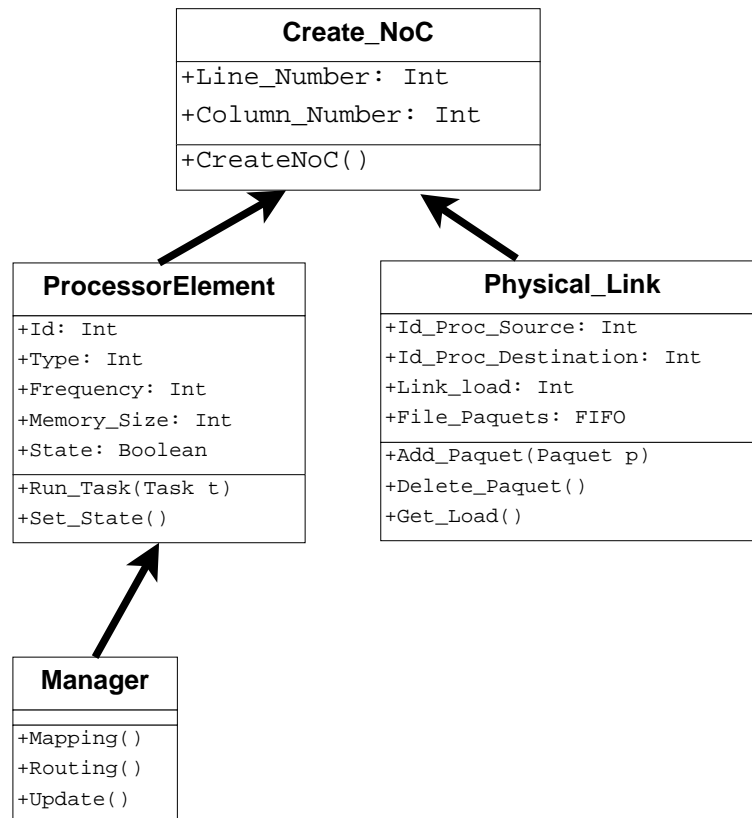 Create_NoC
+Line_Number: Int
+Column_Number: Int
+CreateNoC()
ProcessorElement
+Id: Int
+Type: Int
+Frequency: Int
+Memory_Size: Int
+State: Boolean
+Run_Task(Task t)
+Set_State()
Physical_Link
+Id_Proc_Source: Int
+Id_Proc_Destination: Int
+Link_load: Int
+File_Paquets: FIFO
+Add_Paquet(Paquet p)
+Delete_Paquet()
+Get_Load()
Manager
+Mapping()
+Routing()
+Update()